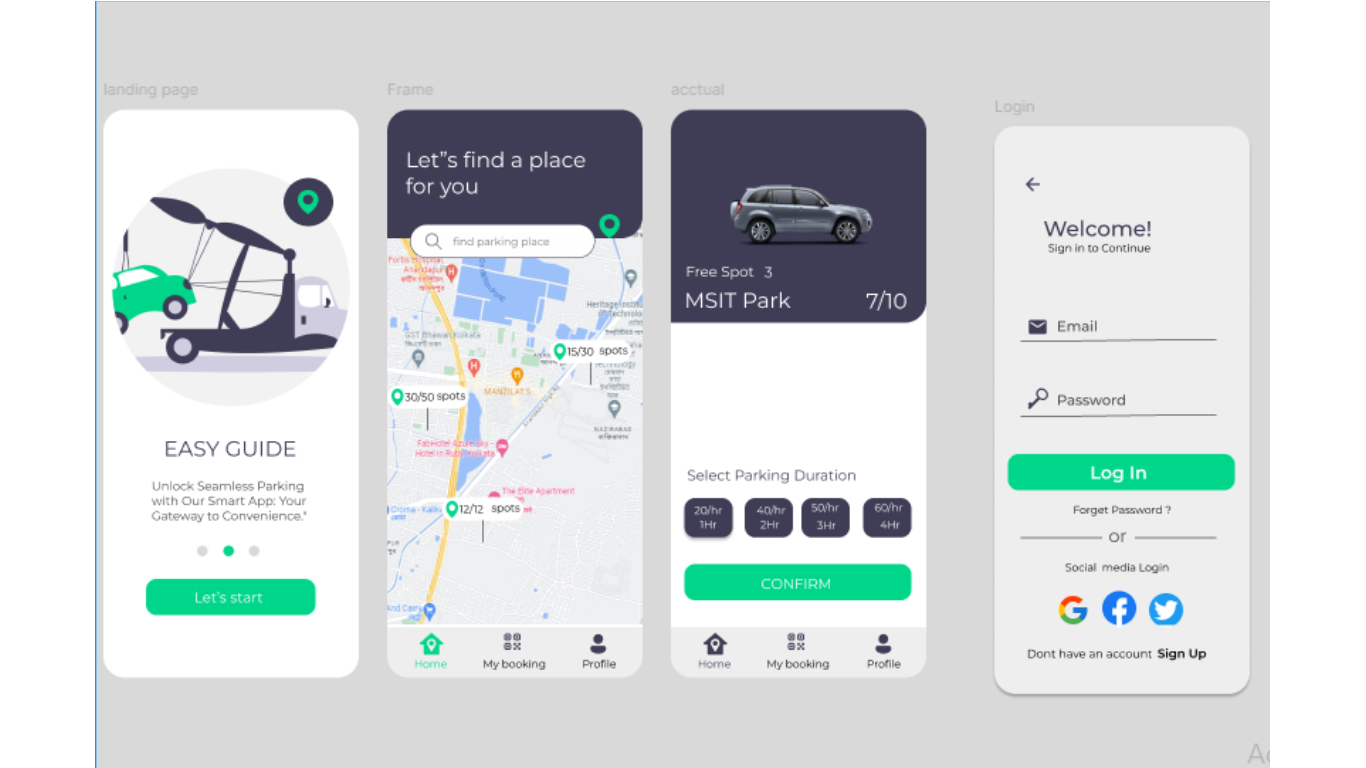 landing page
EASY GUIDE
Unlock Seamless Parking
with Our Smart App: Your
Gateway to Convenience."
Let's start
Frame
Let"s find a place
for you
find parking place
Fortis Hospital,
Anandapur
Heritage Institu
of Technolo
GST Bhawan Kolkata
15/30 spots
MANZILAT'S
30/50 spots
NAZIRABAD
FabHotel Azure Sky -
Hotel in Ruby, Kolkata
The Elite Apartment
12/12 spots
Home
My booking
Profile
acctual
Free Spot 3
MSIT Park 7/10
Select Parking Duration
20/hr
1Hr
40/hr
2Hr
50/hr
3Hr
60/hr
4Hr
CONFIRM
Home
My booking
Profile
Login
Welcome!
Sign in to Continue
Email
Password
Log In
Forget Password ?
or
Social media Login
Dont have an account Sign Up